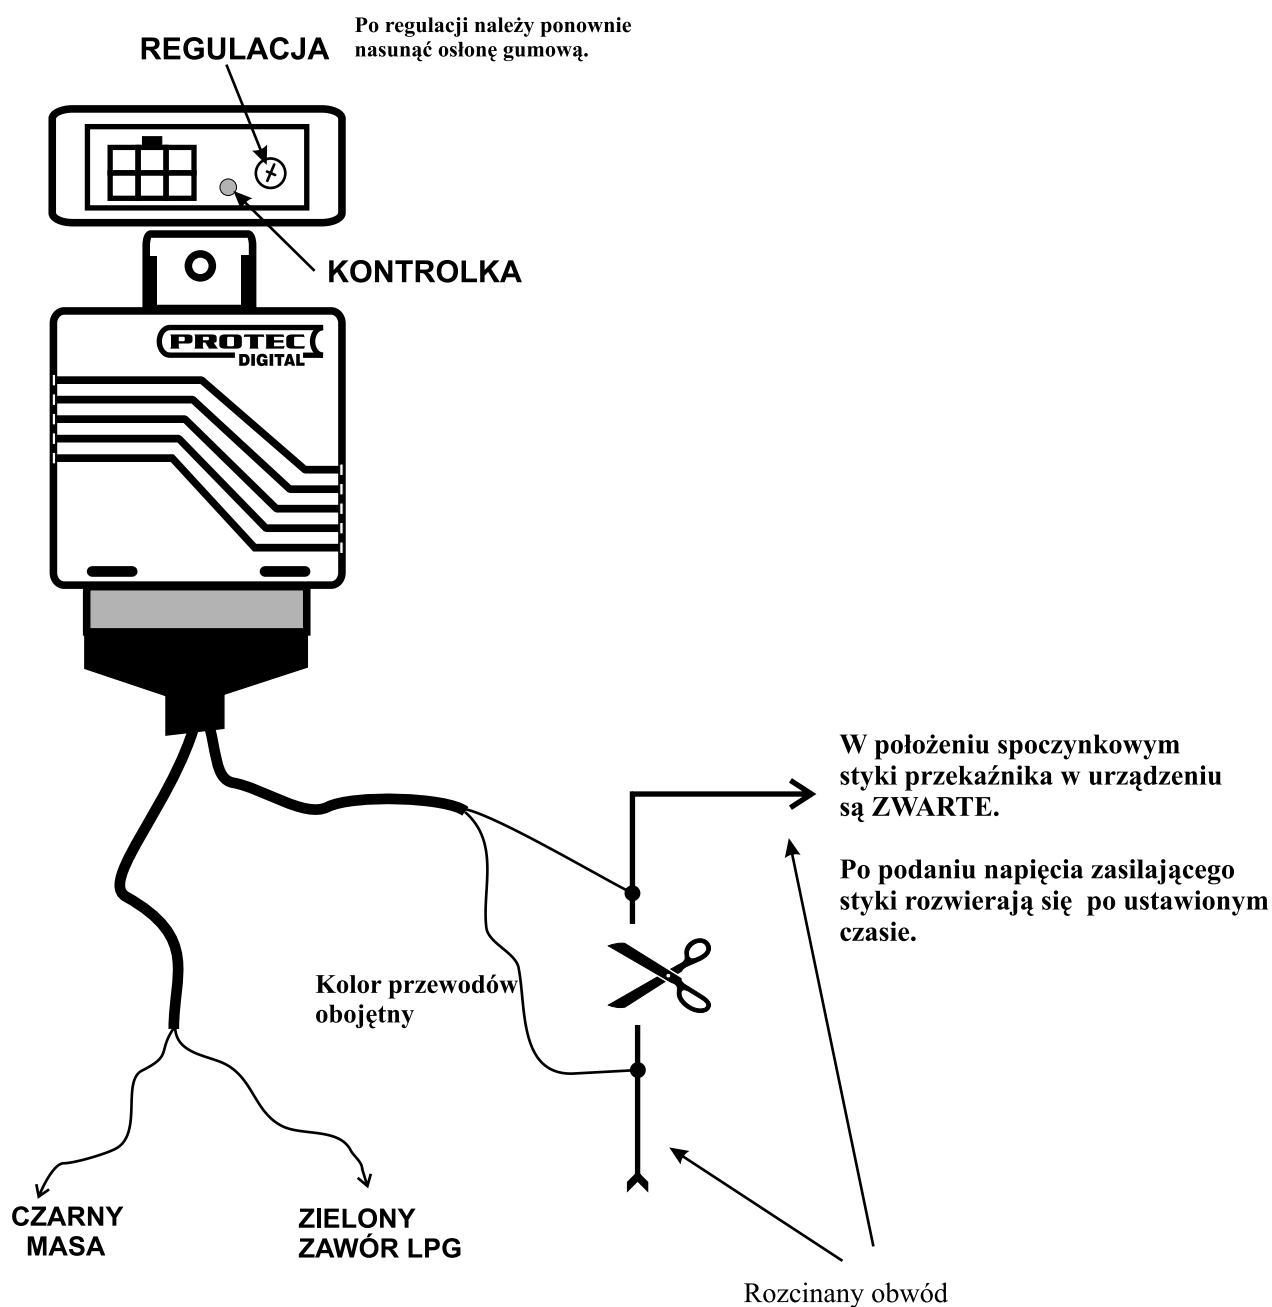 Po regulacji należy ponownie
nasunąć osłonę gumową.
REGULACJA
KONTROLKA
PROTEC
DIGITAL
W położeniu spoczynkowym
styki przekaźnika w urządzeniu
są ZWARTE.
Po podaniu napięcia zasilającego
styki rozwierają się po ustawionym
czasie.
Kolor przewodów
obojętny
CZARNY
MASA
ZIELONY
ZAWÓR LPG
Rozcinany obwód